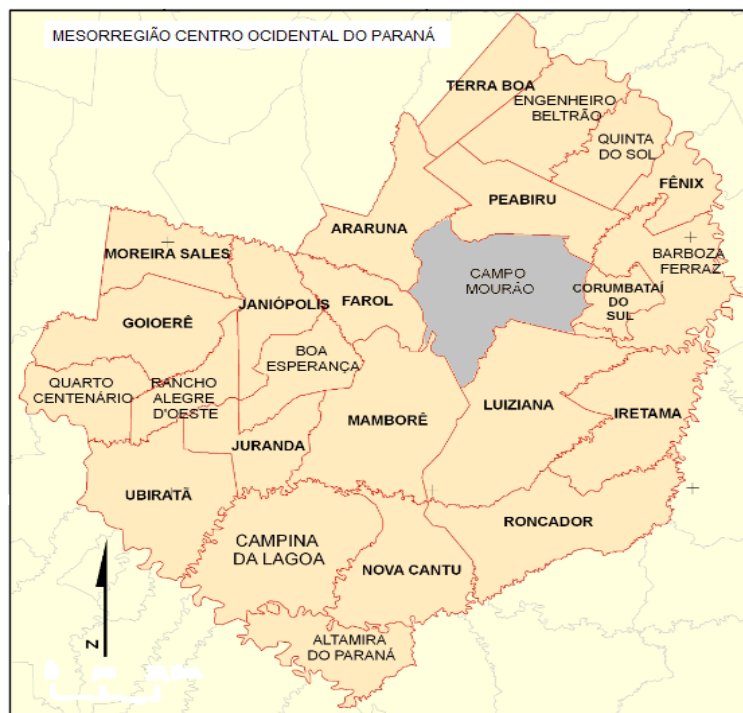 MESORREGIÃO CENTRO OCIDENTAL DO PARANÁ
TERRA BOA
ENGENHEIRO
BELTRÃO
QUINTA
DO SOL
FÊNIX
PEABIRU
ARARUNA
BARBOZA
FERRAZ
MOREIRA SALES
CAMPO
MOURÃO
CORUMBATAÍ
DO
SUL
JANIÓPOLIS
FAROL
GOIOERÊ
BOA
ESPERANÇA
QUARTO
CENTENÁRIO
RANCHO
ALEGRE
D'OESTE
LUIZIANA
IRETAMA
MAMBORÊ
JURANDA
UBIRATÃ
RONCADOR
CAMPINA
DA LAGOA
NOVA CANTU
ALTAMIRA
DO PARANÁ
N